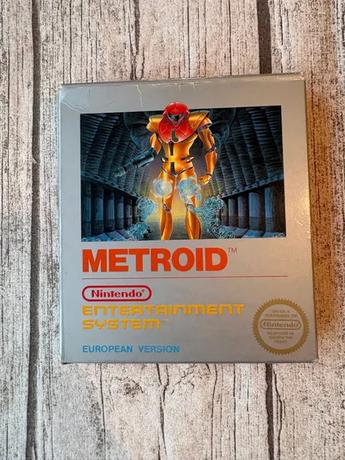 METROID™
Nintendo®
ENTERTAINMENT
SYSTEM™
EUROPEAN VERSION
Nintendo